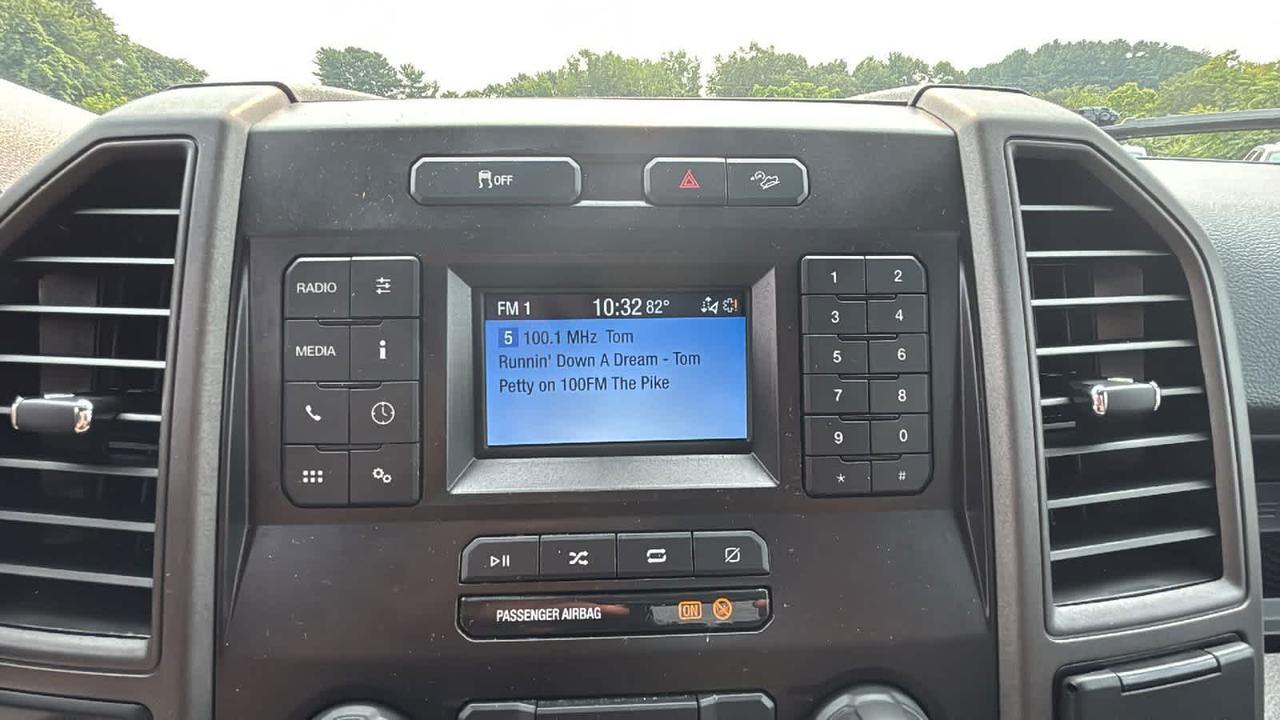 OFF
RADIO
MEDIA
FM 1 10:32 82°
5 100.1 MHz Tom
Runnin' Down A Dream - Tom
Petty on 100FM The Pike
1 2
3 4
5 6
7 8
9 0
* #
PASSENGER AIRBAG ON